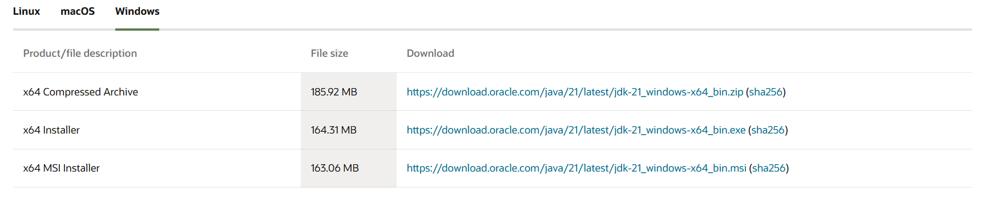 Linux macOS Windows
Product/file description File size Download
x64 Compressed Archive 185.92 MB https://download.oracle.com/java/21/latest/jdk-21_windows-x64_bin.zip (sha256)
x64 Installer 164.31 MB https://download.oracle.com/java/21/latest/jdk-21_windows-x64_bin.exe (sha256)
x64 MSI Installer 163.06 MB https://download.oracle.com/java/21/latest/jdk-21_windows-x64_bin.msi (sha256)